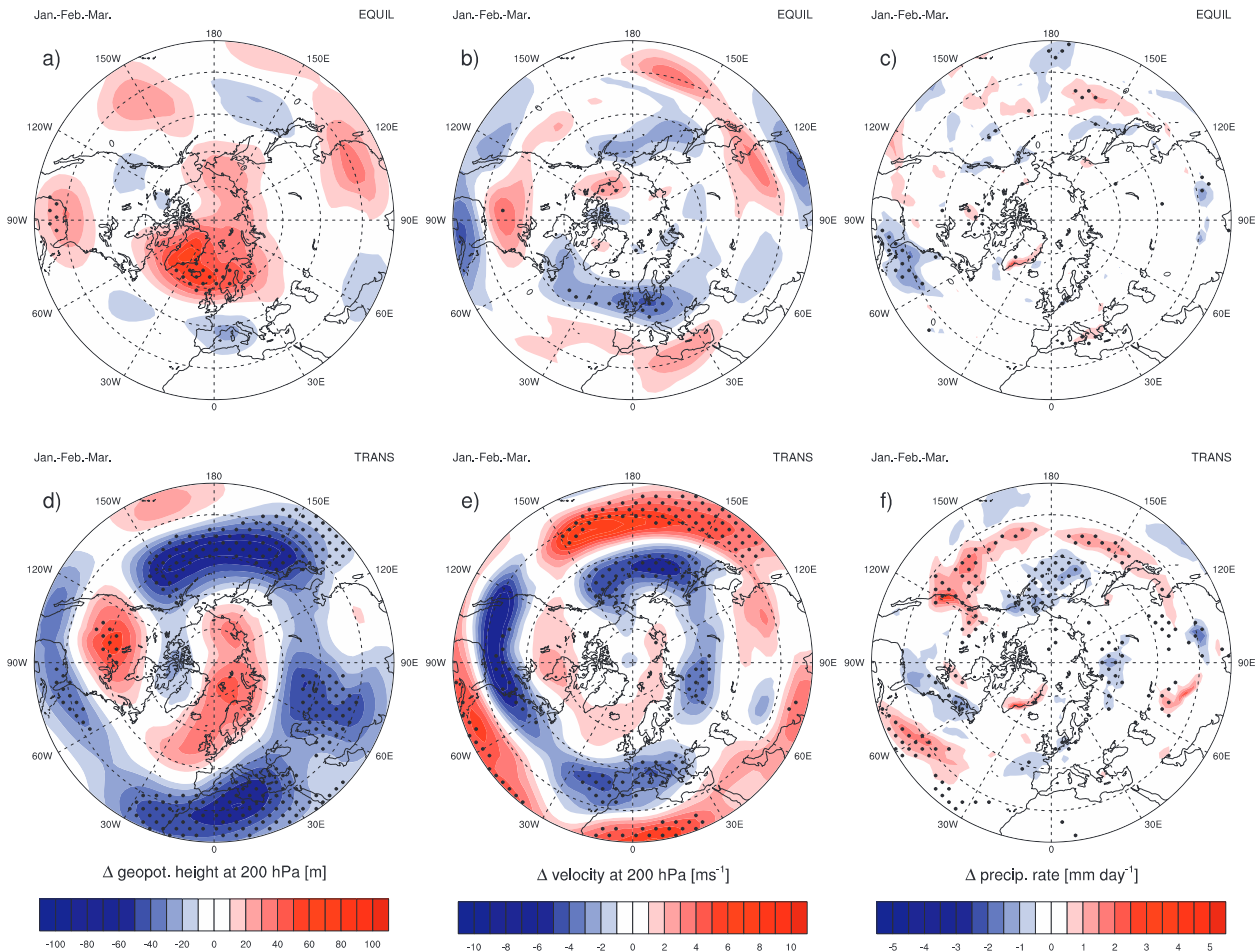 Jan.-Feb.-Mar. EQUIL Jan.-Feb.-Mar. EQUIL Jan.-Feb.-Mar. EQUIL
a) b) c)
180 180 180
150W 150E 150W 150E 150W 150E
120W 120E 120W 120E 120W 120E
90W 90E 90W 90E 90W 90E
60W 60E 60W 60E 60W 60E
30W 30E 30W 30E 30W 30E
0 0 0
Jan.-Feb.-Mar. TRANS Jan.-Feb.-Mar. TRANS Jan.-Feb.-Mar. TRANS
d) e) f)
180 180 180
150W 150E 150W 150E 150W 150E
120W 120E 120W 120E 120W 120E
90W 90E 90W 90E 90W 90E
60W 60E 60W 60E 60W 60E
30W 30E 30W 30E 30W 30E
0 0 0
Δ geopot. height at 200 hPa [m] Δ velocity at 200 hPa [ms⁻¹] Δ precip. rate [mm day⁻¹]
-100 -80 -60 -40 -20 0 0 20 40 60 80 100 -10 -8 -6 -4 -2 -1 0 1 2 4 6 8 10 -5 -4 -3 -2 -1 0 1 2 3 4 5